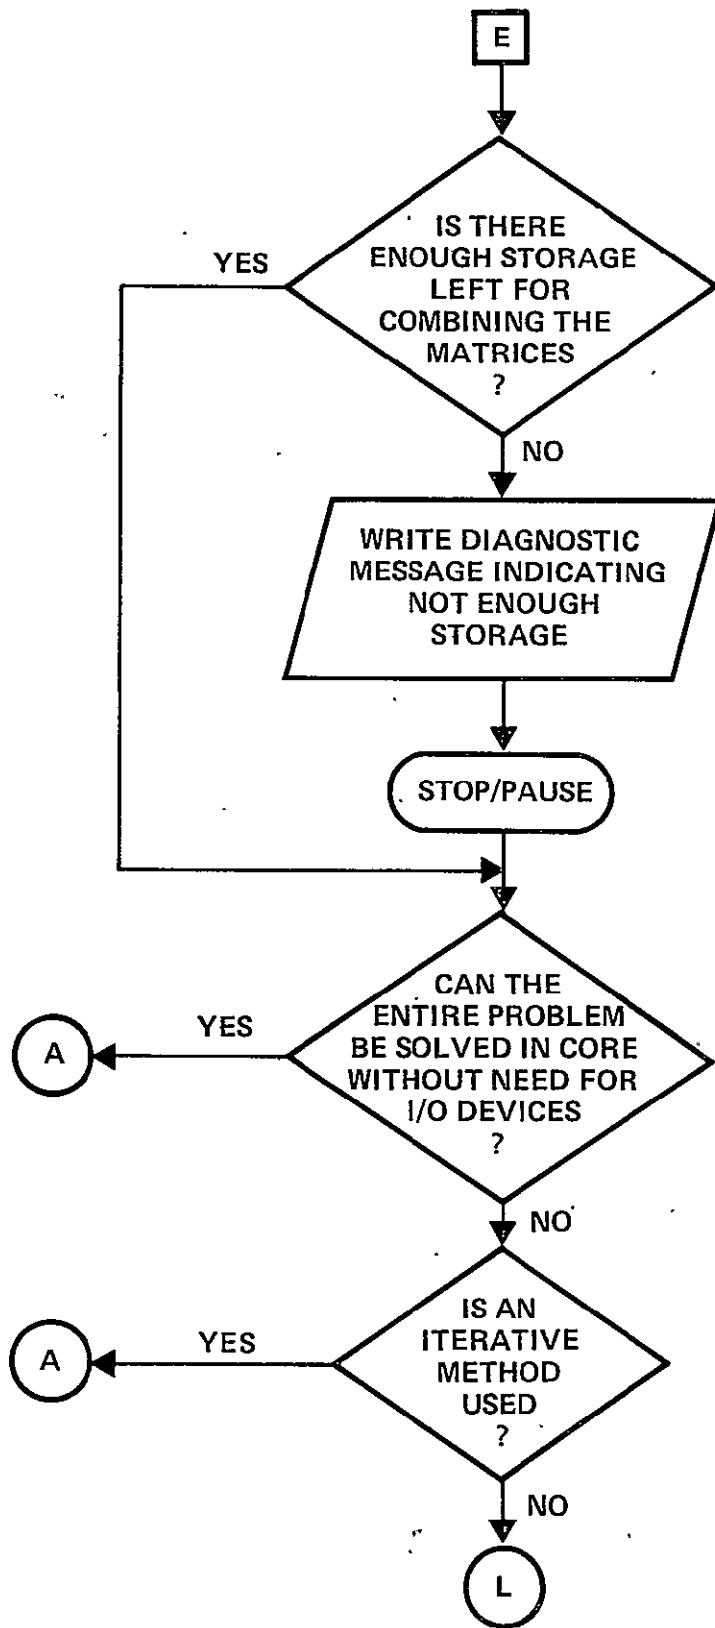 E
IS THERE
ENOUGH STORAGE
LEFT FOR
COMBINING THE
MATRICES
?
YES
NO
WRITE DIAGNOSTIC
MESSAGE INDICATING
NOT ENOUGH
STORAGE
STOP/PAUSE
CAN THE
ENTIRE PROBLEM
BE SOLVED IN CORE
WITHOUT NEED FOR
I/O DEVICES
?
YES
A
NO
IS AN
ITERATIVE
METHOD
USED
?
YES
A
NO
L